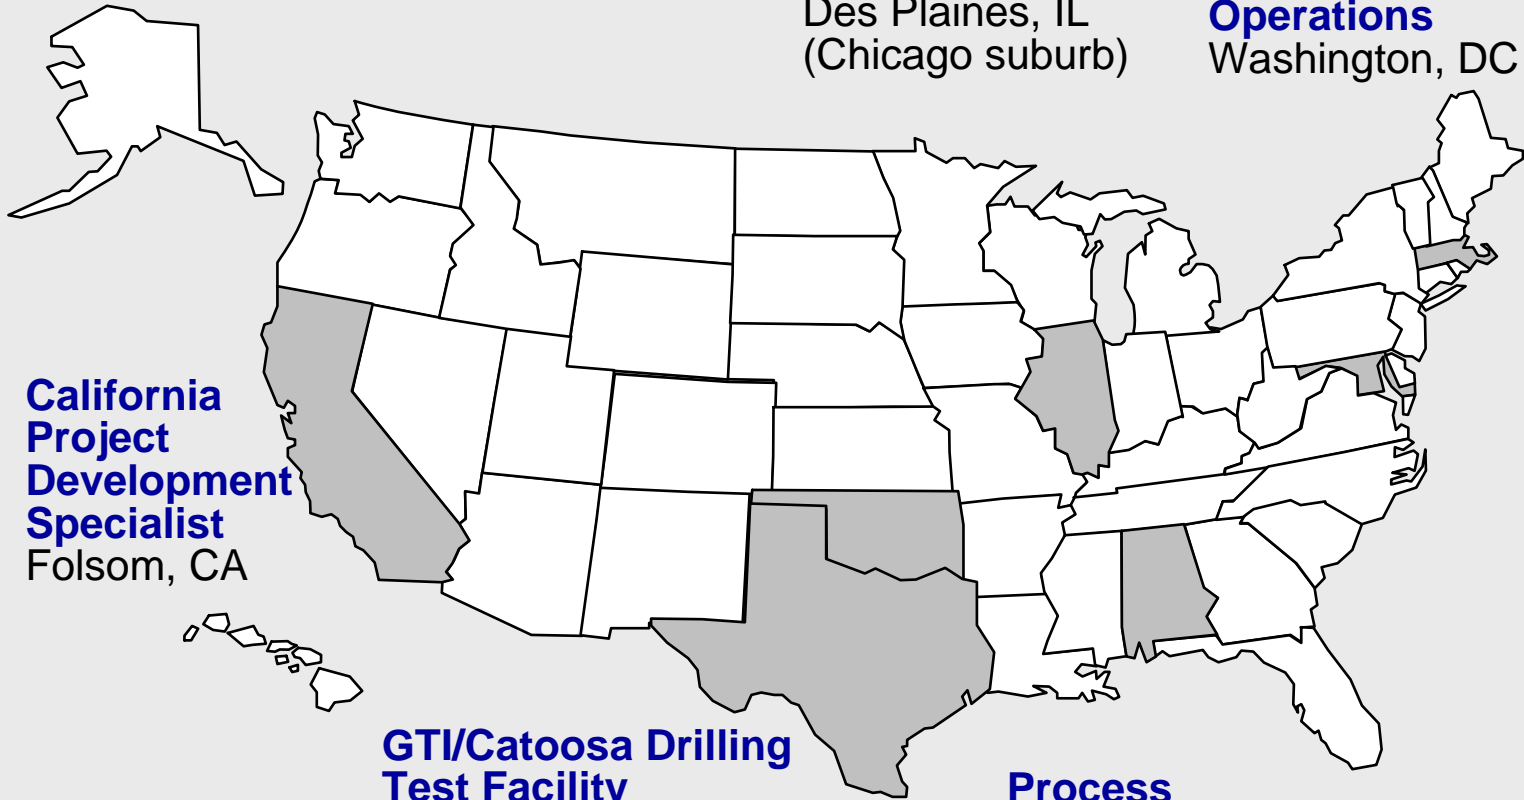 Des Plaines, IL
(Chicago suburb)
Operations
Washington, DC
California
Project
Development
Specialist
Folsom, CA
GTI/Catoosa Drilling
Test Facility
Process